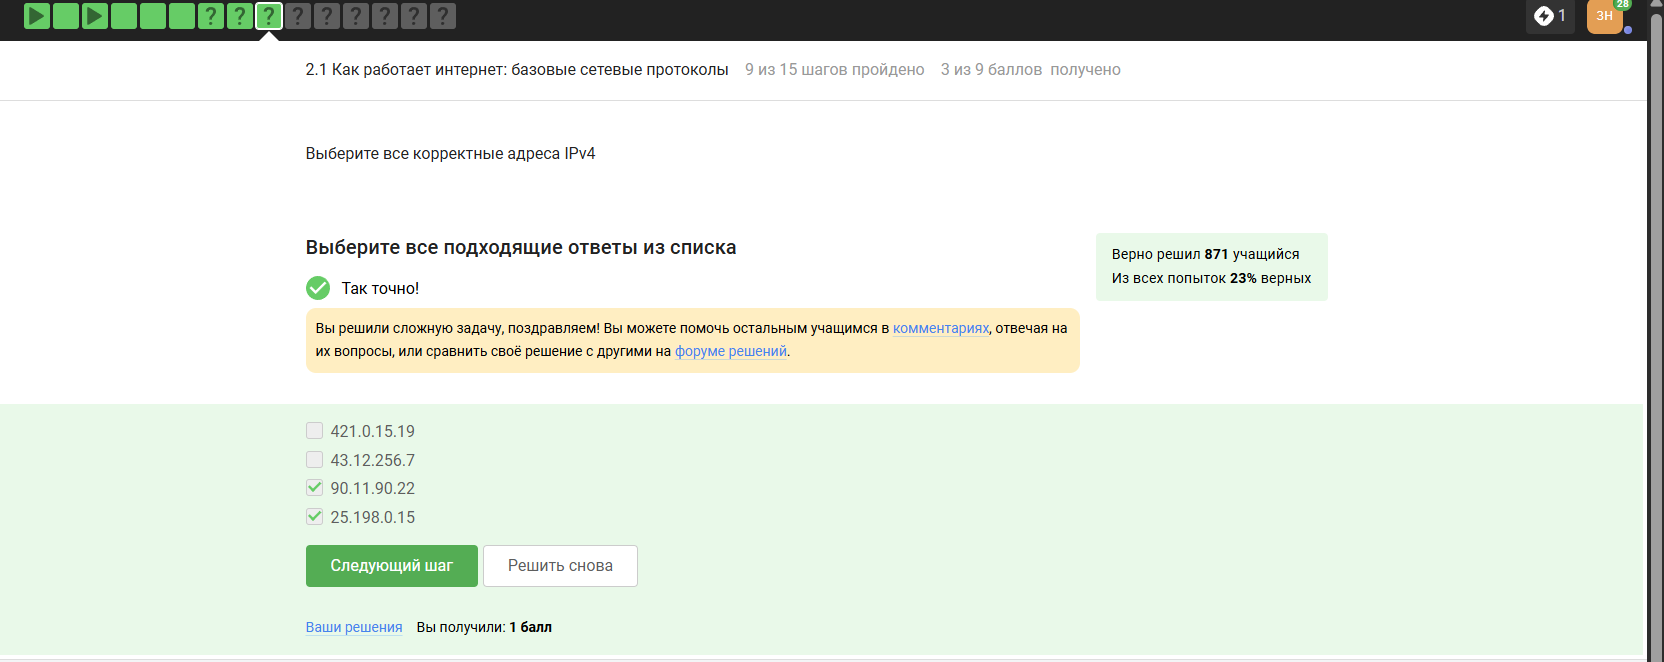 ? ? ? ? ? ? ? ? ?
1
ЗН
28
2.1 Как работает интернет: базовые сетевые протоколы 9 из 15 шагов пройдено 3 из 9 баллов получено
Выберите все корректные адреса IPv4
Выберите все подходящие ответы из списка
Верно решил 871 учащийся
Из всех попыток 23% верных
Так точно!
Вы решили сложную задачу, поздравляем! Вы можете помочь остальным учащимся в комментариях, отвечая на
их вопросы, или сравнить своё решение с другими на форуме решений.
421.0.15.19
43.12.256.7
90.11.90.22
25.198.0.15
Следующий шаг Решить снова
Ваши решения Вы получили: 1 балл